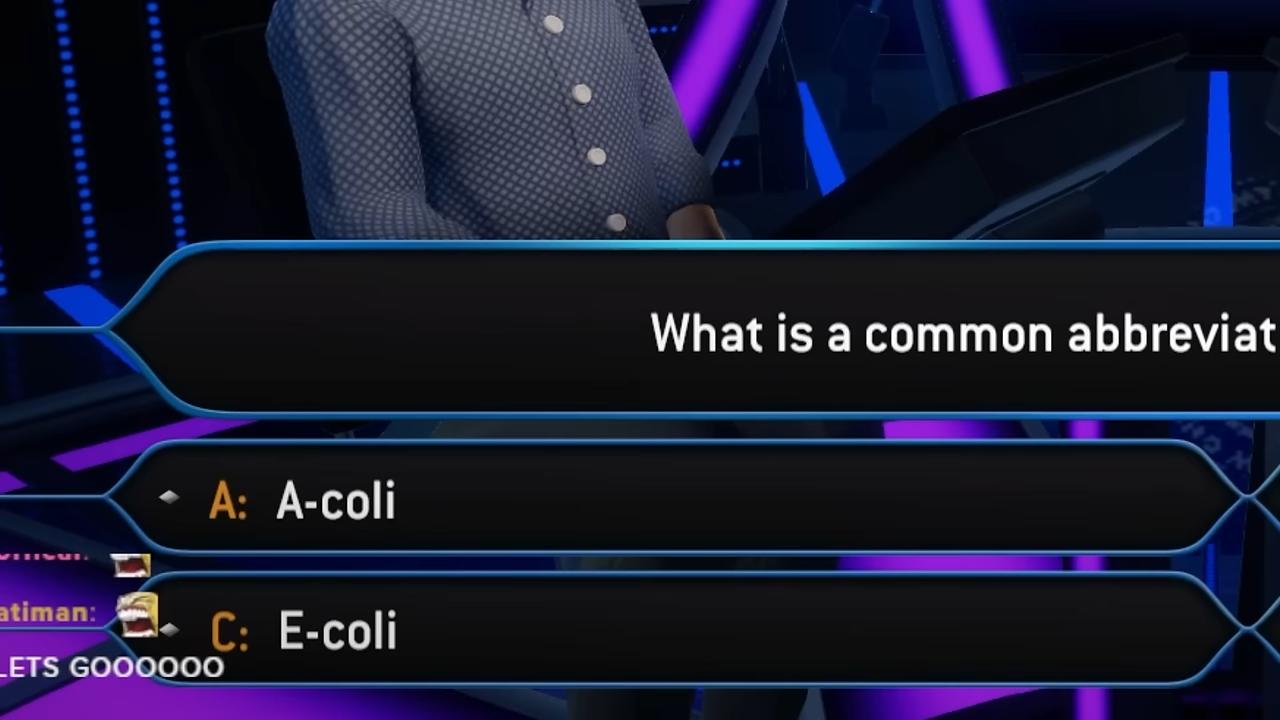 What is a common abbreviat
A: A-coli
C: E-coli
atiman:
LETS GOOOOOO